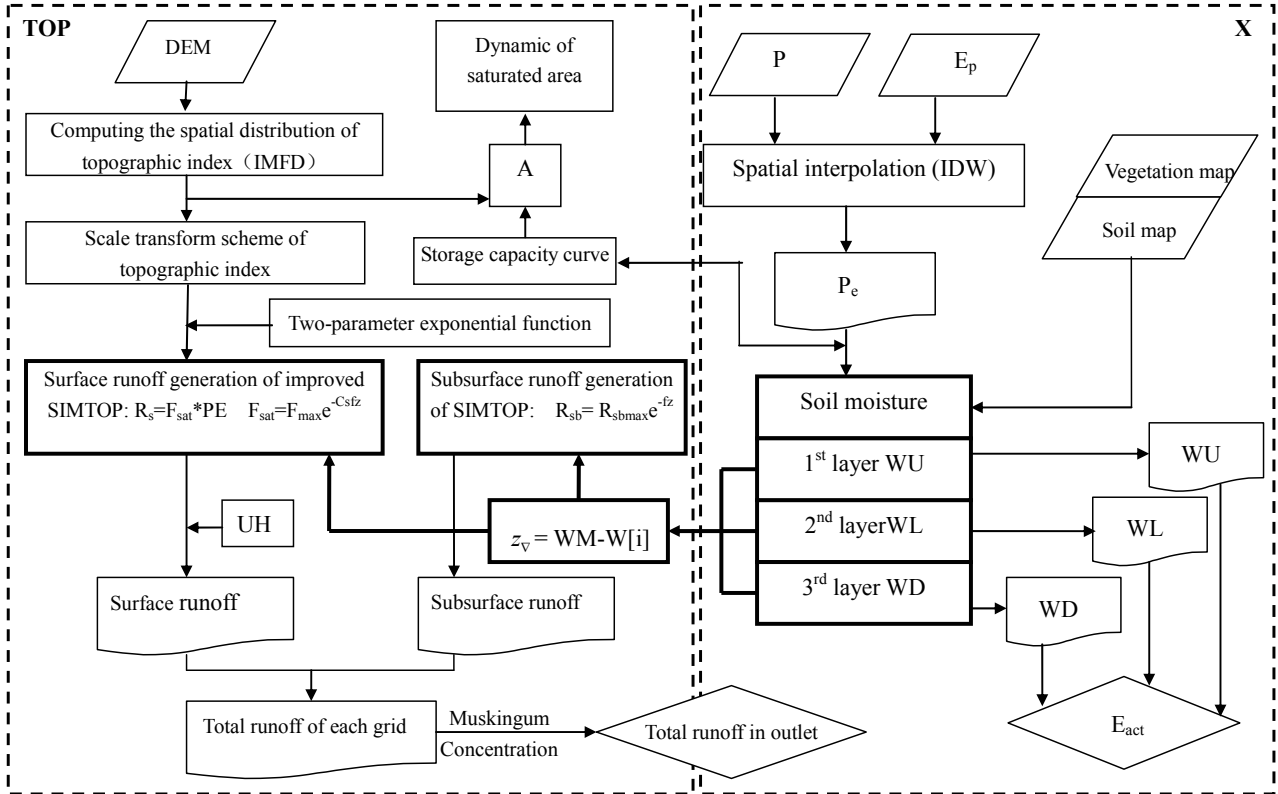 TOP
DEM
Computing the spatial distribution of
topographic index（IMFD）
Scale transform scheme of
topographic index
Dynamic of
saturated area
A
Storage capacity curve
Two-parameter exponential function
Surface runoff generation of improved
SIMTOP: Rs=Fsat*PE Fsat=Fmaxe-Csfz
Subsurface runoff generation
of SIMTOP: Rsb= Rsbmaxe-fz
UH
z∇ = WM-W[i]
Surface runoff
Subsurface runoff
Total runoff of each grid
Muskingum
Concentration
Total runoff in outlet
X
P
Ep
Spatial interpolation (IDW)
Vegetation map
Soil map
Pe
Soil moisture
1st layer WU
2nd layerWL
3rd layer WD
WU
WL
WD
Eact